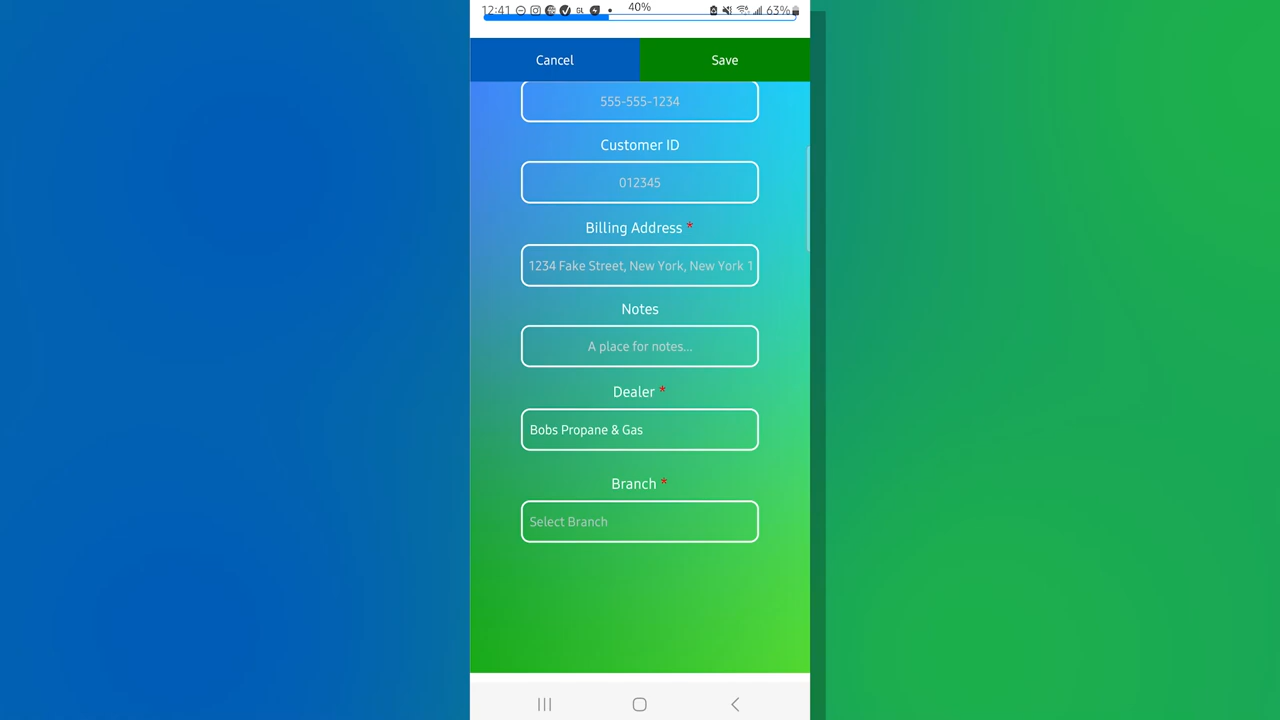 12:41
GL
40%
63%
Cancel
Save
555-555-1234
Customer ID
012345
Billing Address *
1234 Fake Street, New York, New York 1
Notes
A place for notes...
Dealer *
Bobs Propane & Gas
Branch *
Select Branch